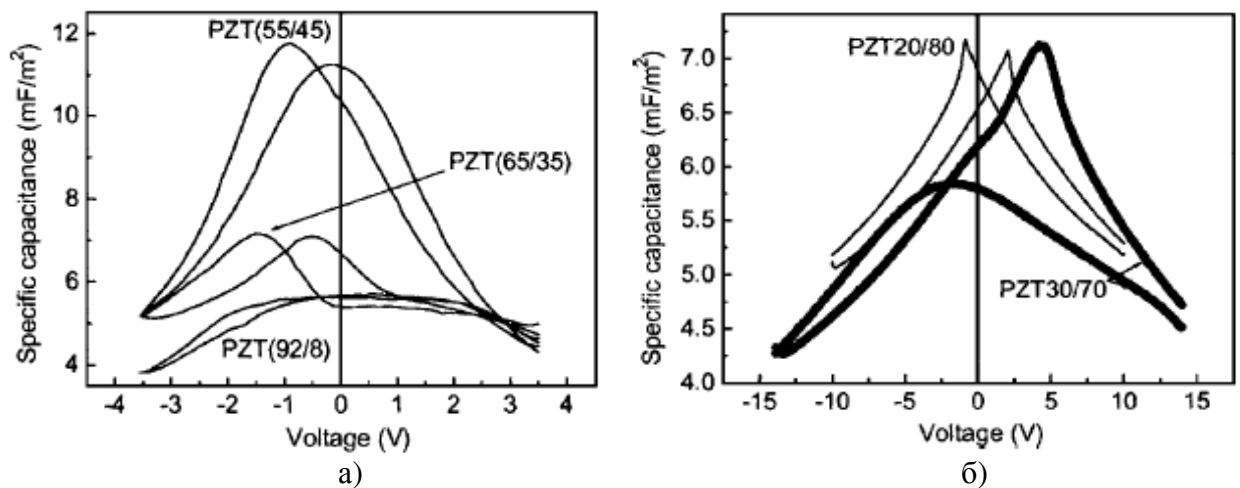 Specific capacitance (mF/m²)
12
10
8
6
4
PZT(55/45)
PZT(65/35)
PZT(92/8)
-4 -3 -2 -1 0 1 2 3 4
Voltage (V)
а)
Specific capacitance (mF/m²)
7.0
6.5
6.0
5.5
5.0
4.5
4.0
PZT20/80
PZT30/70
-15 -10 -5 0 5 10 15
Voltage (V)
б)